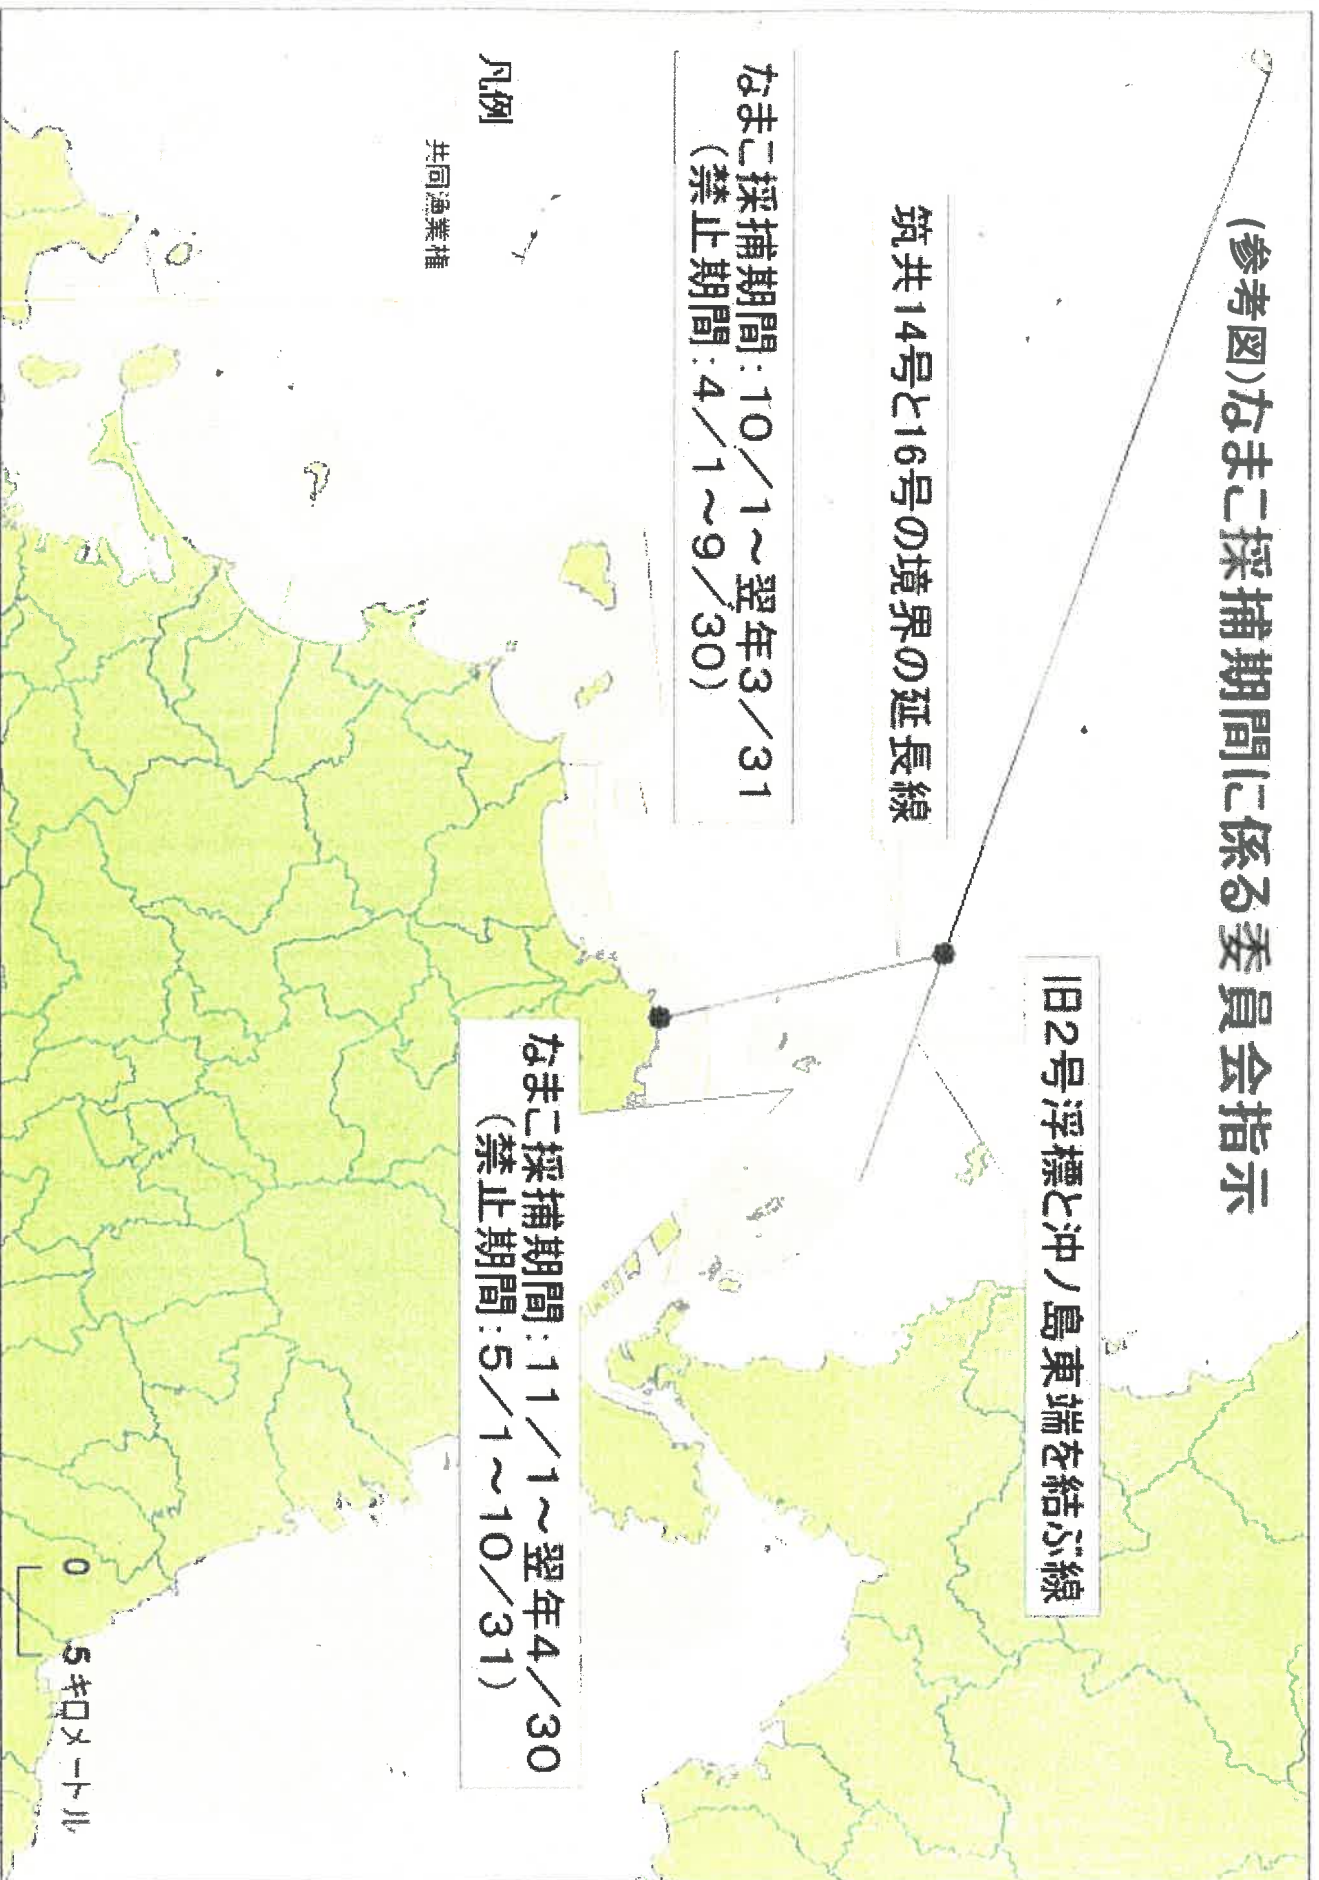 (参考図)なまこ採捕期間に係る委員会指示
旧2号浮標と沖ノ島東端を結ぶ線
筑共14号と16号の境界の延長線
なまこ採捕期間:10/1~翌年3/31
(禁止期間:4/1~9/30)
なまこ採捕期間:11/1~翌年4/30
(禁止期間:5/1~10/31)
凡例
共同漁業権
0 5キロメートル